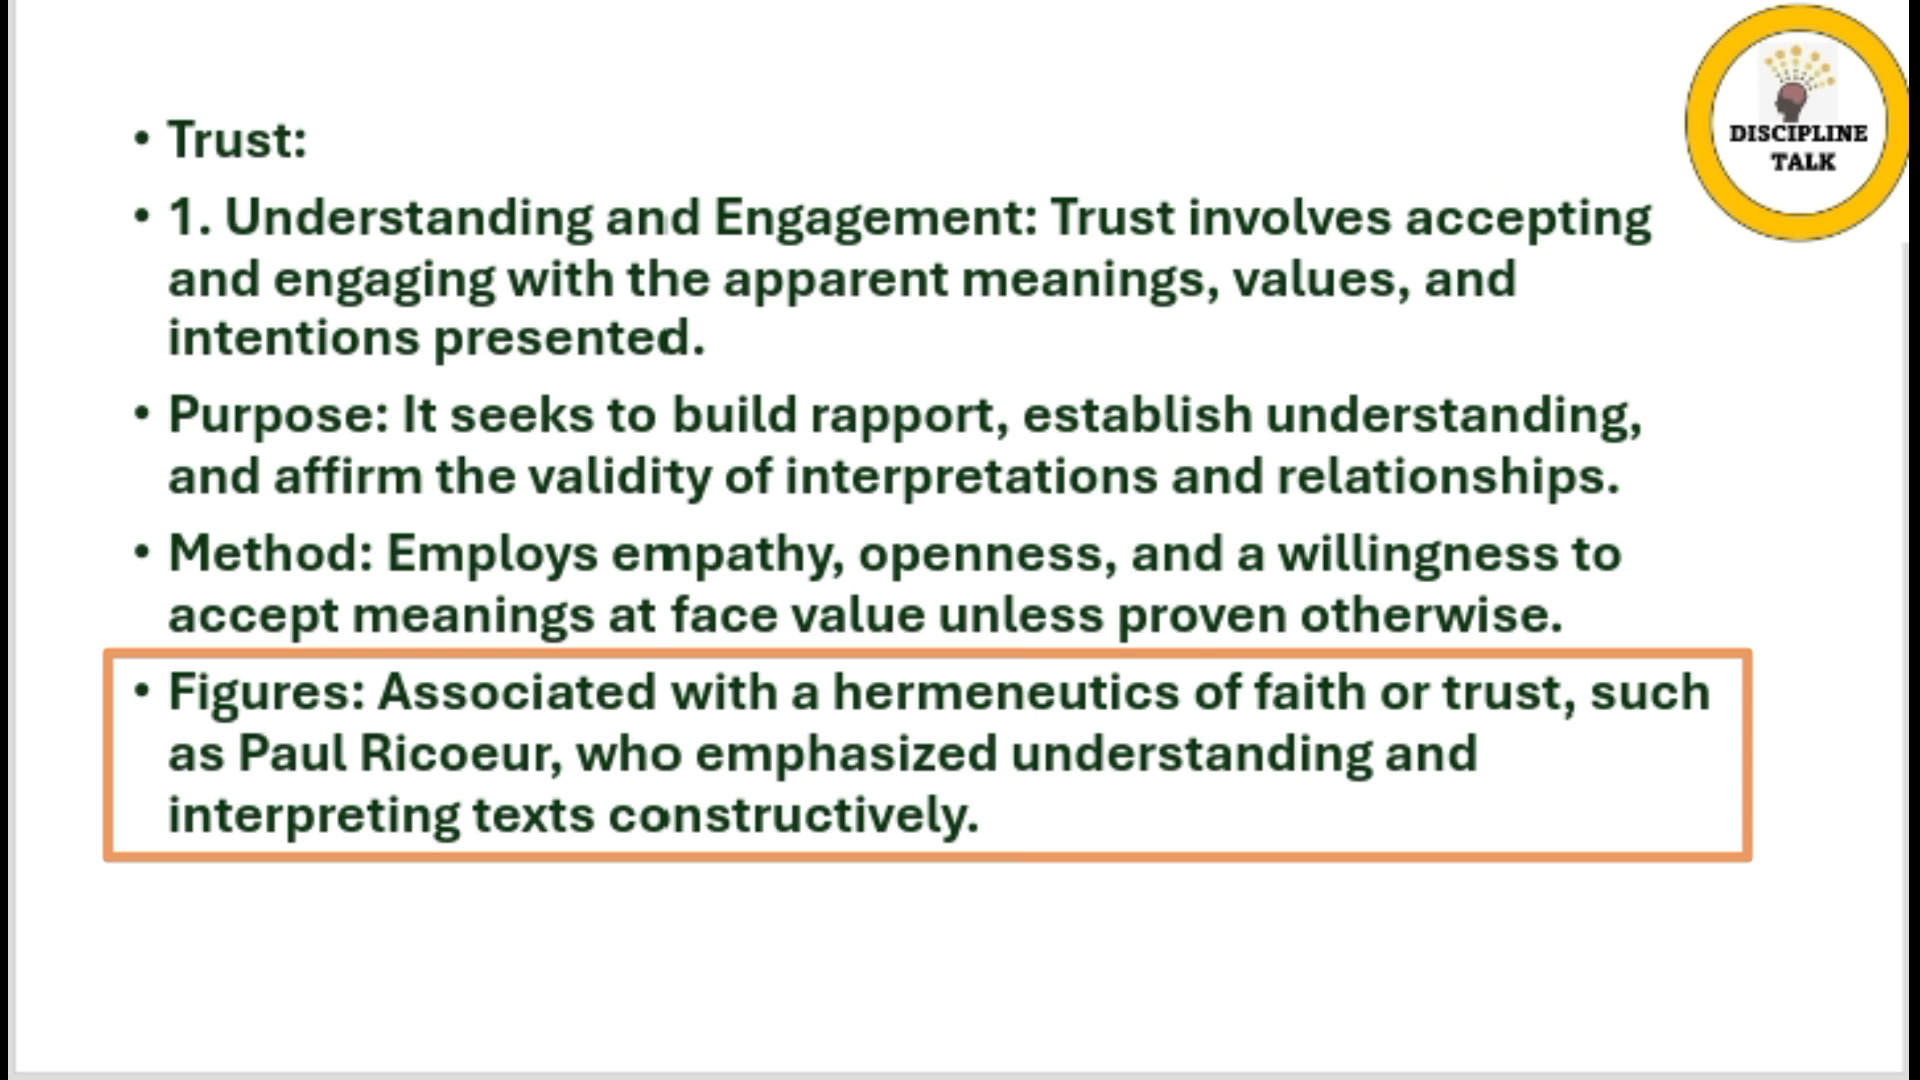 DISCIPLINE
TALK
• Trust:
• 1. Understanding and Engagement: Trust involves accepting
and engaging with the apparent meanings, values, and
intentions presented.
• Purpose: It seeks to build rapport, establish understanding,
and affirm the validity of interpretations and relationships.
• Method: Employs empathy, openness, and a willingness to
accept meanings at face value unless proven otherwise.
• Figures: Associated with a hermeneutics of faith or trust, such
as Paul Ricoeur, who emphasized understanding and
interpreting texts constructively.